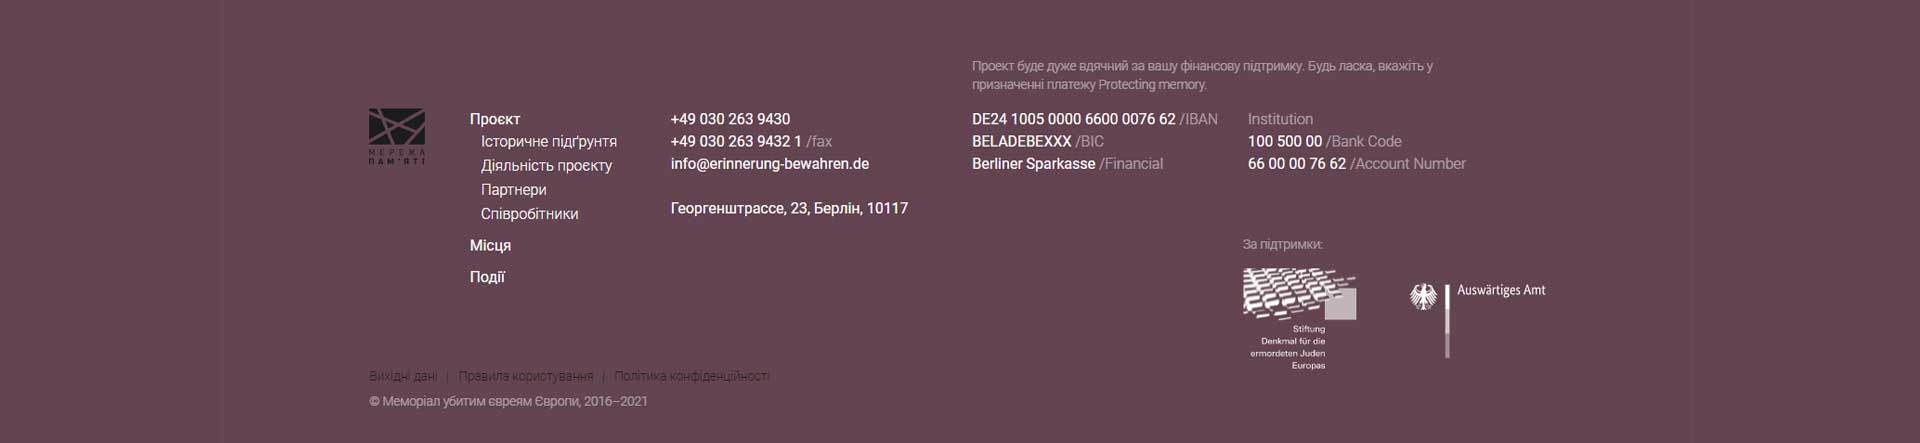 Проект буде дуже вдячний за вашу фінансову підтримку. Будь ласка, вкажіть у
призначенні платежу Protecting memory.
МЕРЕЖА
ПАМ'ЯТІ
Проєкт
Історичне підґрунтя
Діяльність проєкту
Партнери
Співробітники
Місця
Події
+49 030 263 9430
+49 030 263 9432 1 /fax
info@erinnerung-bewahren.de
Георгенштрассе, 23, Берлін, 10117
DE24 1005 0000 6600 0076 62 /IBAN
BELADEBEXXX /BIC
Berliner Sparkasse /Financial
Institution
100 500 00 /Bank Code
66 00 00 76 62 /Account Number
За підтримки:
Stiftung
Denkmal für die
ermordeten Juden
Europas
Auswärtiges Amt
Вихідні дані | Правила користування | Політика конфіденційності
© Меморіал убитим євреям Європи, 2016–2021